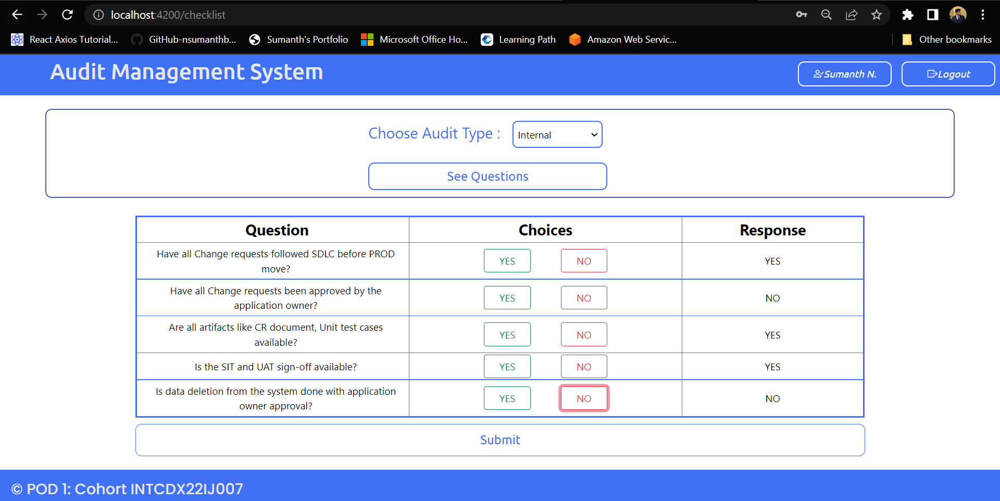 localhost:4200/checklist
React Axios Tutorial...
GitHub-nsumanthb...
Sumanth's Portfolio
Microsoft Office Ho...
Learning Path
Amazon Web Servic...
Other bookmarks
Audit Management System
Sumanth N.
Logout
Choose Audit Type :
Internal
See Questions
Question
Choices
Response
Have all Change requests followed SDLC before PROD
move?
YES
NO
YES
Have all Change requests been approved by the
application owner?
YES
NO
NO
Are all artifacts like CR document, Unit test cases
available?
YES
NO
YES
Is the SIT and UAT sign-off available?
YES
NO
YES
Is data deletion from the system done with application
owner approval?
YES
NO
NO
Submit
© POD 1: Cohort INTCDX22IJ007